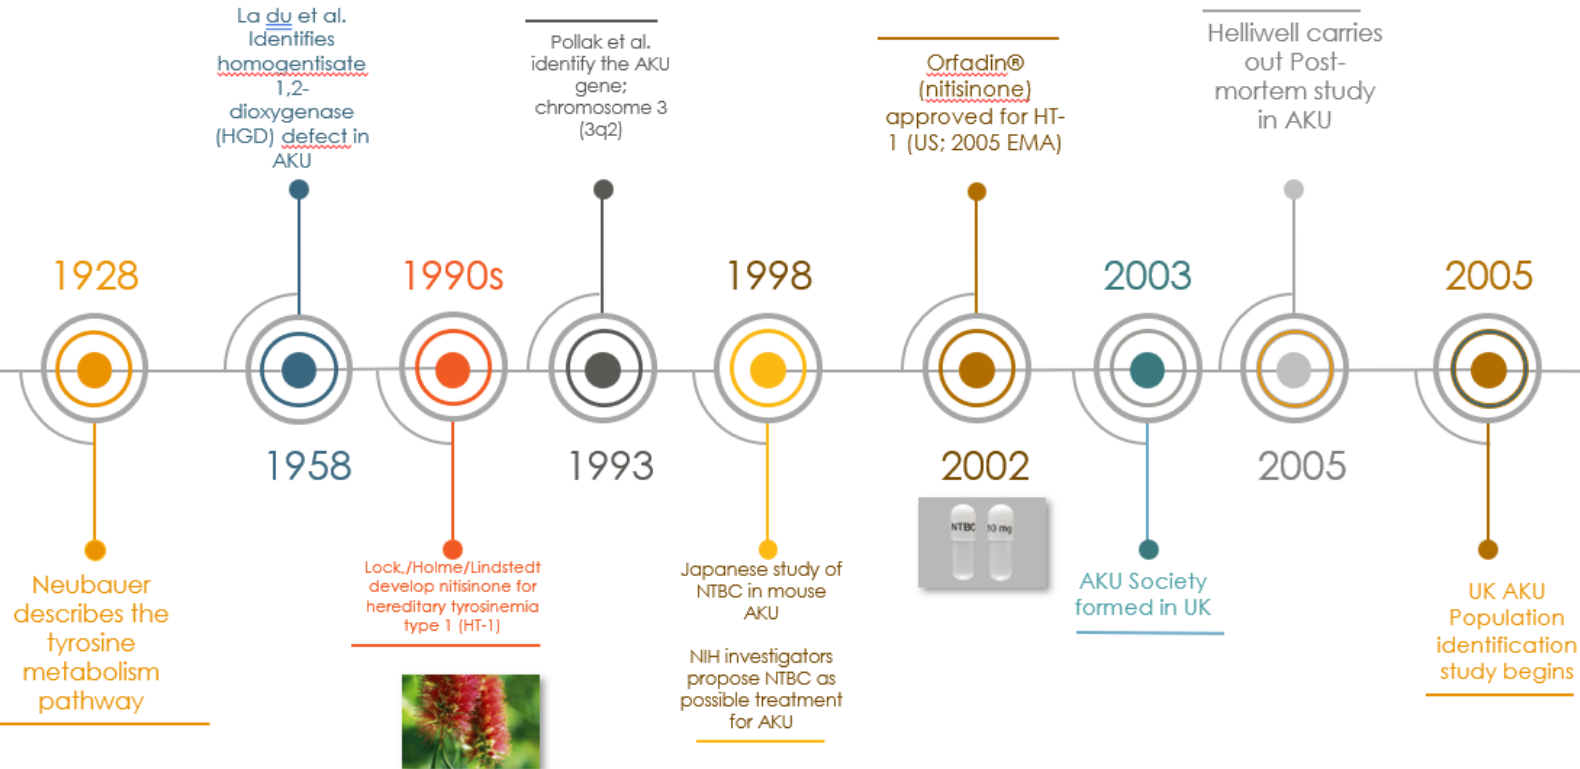 1928
Neubauer
describes the
tyrosine
metabolism
pathway
La du et al.
Identifies
homogentisate
1,2-
dioxygenase
(HGD) defect in
AKU
1958
1990s
Lock,/Holme/Lindstedt
develop nitisinone for
hereditary tyrosinemia
type 1 (HT-1)
Pollak et al.
identify the AKU
gene;
chromosome 3
(3q2)
1993
1998
Japanese study of
NTBC in mouse
AKU
NIH investigators
propose NTBC as
possible treatment
for AKU
Orfadin®
(nitisinone)
approved for HT-
1 (US; 2005 EMA)
2002
NTBC 10 mg
2003
AKU Society
formed in UK
Helliwell carries
out Post-
mortem study
in AKU
2005
2005
UK AKU
Population
identification
study begins